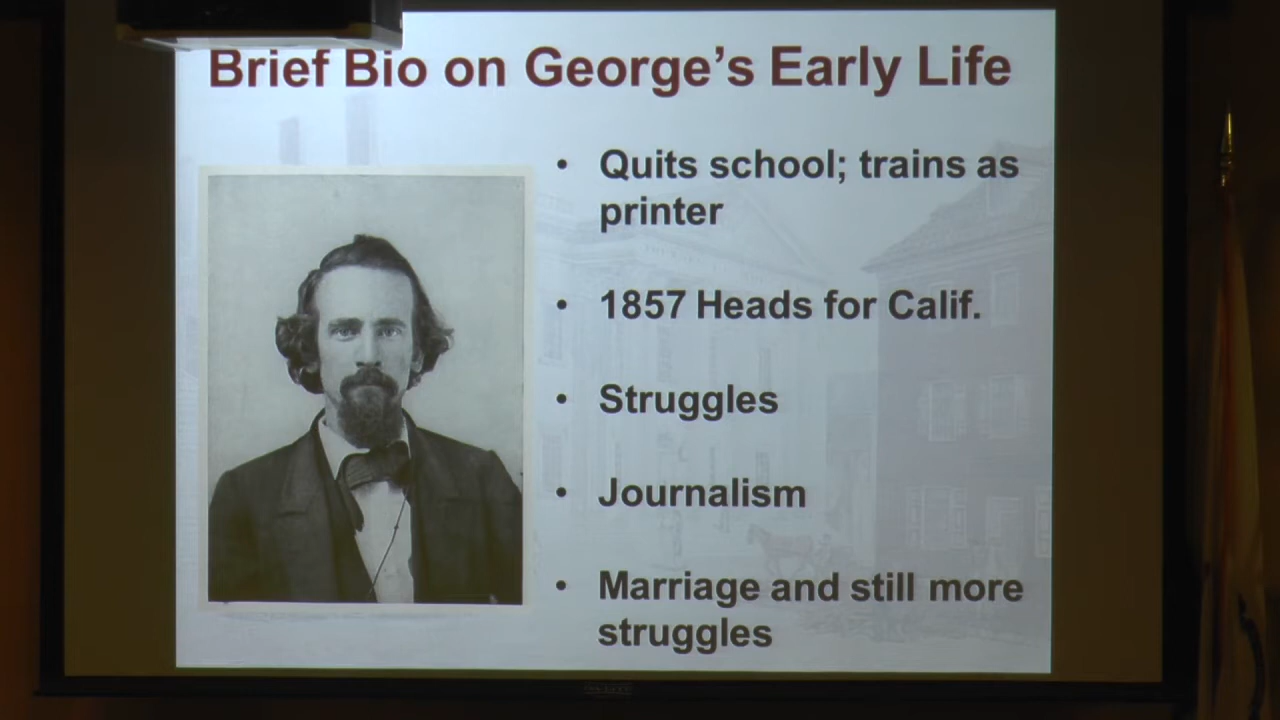 Brief Bio on George's Early Life
• Quits school; trains as
printer
• 1857 Heads for Calif.
• Struggles
• Journalism
• Marriage and still more
struggles